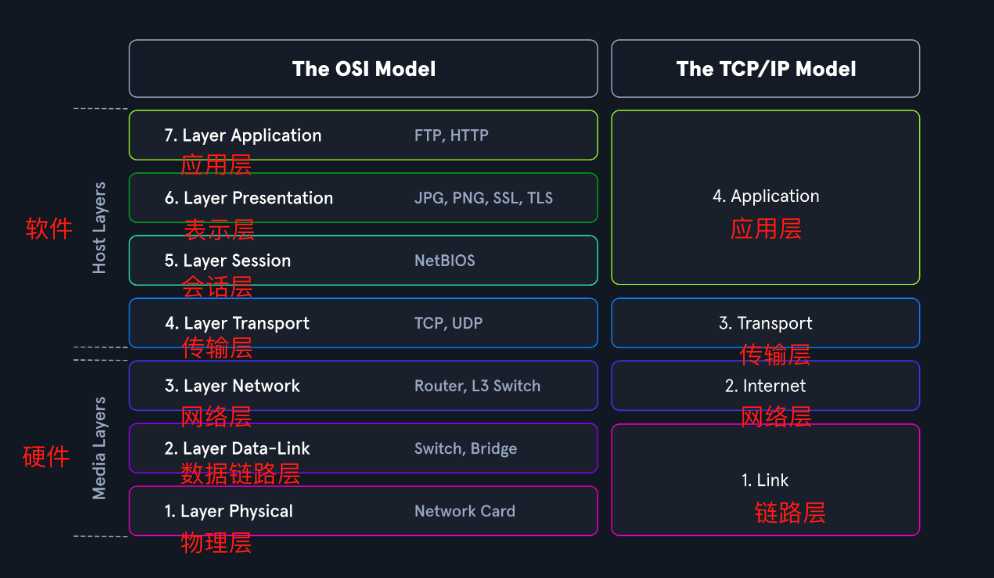 The OSI Model
The TCP/IP Model
软件
Host Layers
7. Layer Application FTP, HTTP
应用层
6. Layer Presentation JPG, PNG, SSL, TLS
表示层
5. Layer Session NetBIOS
会话层
4. Layer Transport TCP, UDP
传输层
硬件
Media Layers
3. Layer Network Router, L3 Switch
网络层
2. Layer Data-Link Switch, Bridge
数据链路层
1. Layer Physical Network Card
物理层
4. Application
应用层
3. Transport
传输层
2. Internet
网络层
1. Link
链路层